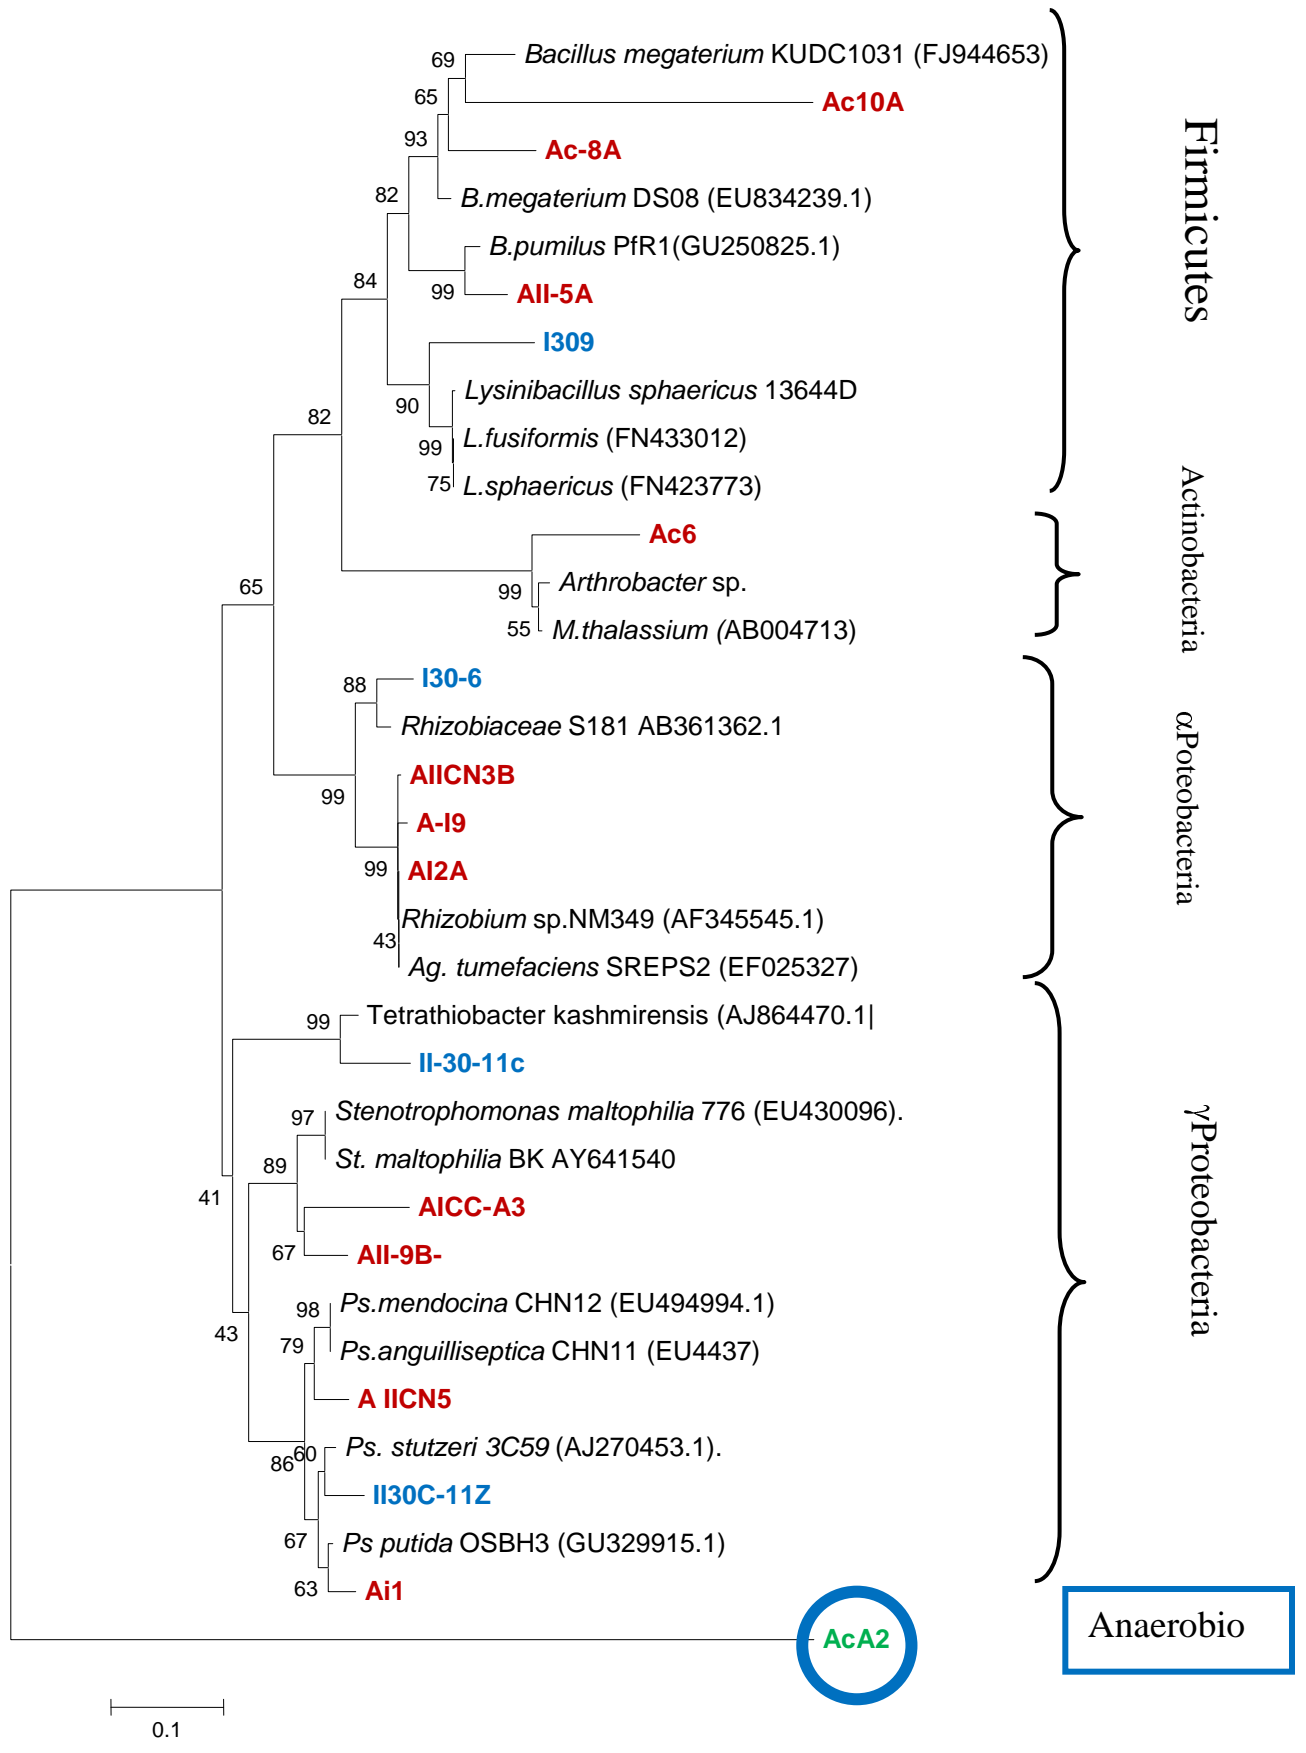 Bacillus megaterium KUDC1031 (FJ944653)
69
Ac10A
65
Ac-8A
93
B.megaterium DS08 (EU834239.1)
82
B.pumilus PfR1(GU250825.1)
99
AII-5A
84
I309
Lysinibacillus sphaericus 13644D
90
L.fusiformis (FN433012)
99
75
L.sphaericus (FN423773)
82
Firmicutes
Ac6
Arthrobacter sp.
99
55
M.thalassium (AB004713)
Actinobacteria
65
I30-6
88
Rhizobiaceae S181 AB361362.1
AIICN3B
99
A-I9
99
AI2A
Rhizobium sp.NM349 (AF345545.1)
43
Ag. tumefaciens SREPS2 (EF025327)
αPoteobacteria
Tetrathiobacter kashmirensis (AJ864470.1|
99
II-30-11c
Stenotrophomonas maltophilia 776 (EU430096).
97
St. maltophilia BK AY641540
89
41
AICC-A3
67
AII-9B-
Ps.mendocina CHN12 (EU494994.1)
98
43
79
Ps.anguilliseptica CHN11 (EU4437)
A IICN5
Ps. stutzeri 3C59 (AJ270453.1).
60
86
II30C-11Z
67
Ps putida OSBH3 (GU329915.1)
63
Ai1
γProteobacteria
AcA2
Anaerobio
0.1